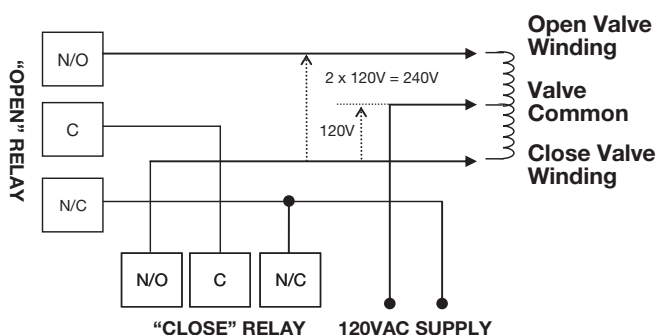 Open Valve
Winding
N/O
2 x 120V = 240V
Valve
Common
"OPEN" RELAY
C
120V
Close Valve
Winding
N/C
N/O
C
N/C
“CLOSE” RELAY
120VAC SUPPLY